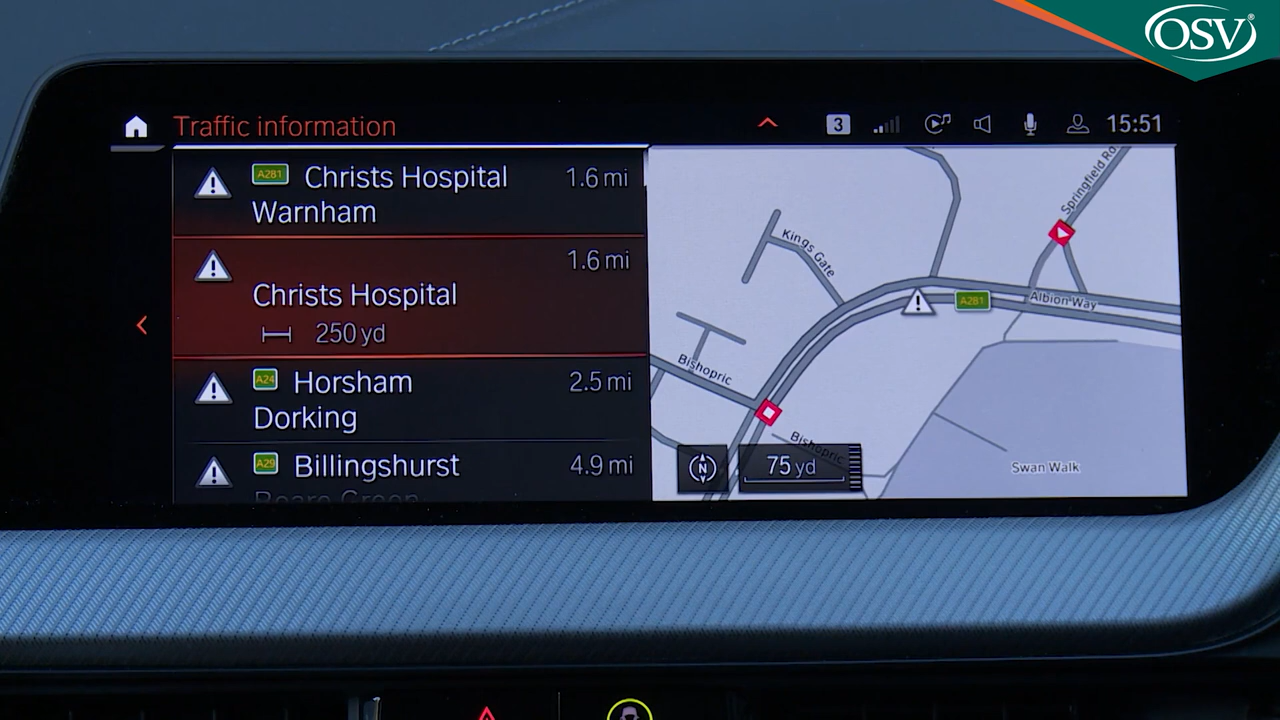 OSV®
Traffic information
3
15:51
A281 Christs Hospital 1.6 mi
Warnham
1.6 mi
Christs Hospital
250 yd
A24 Horsham 2.5 mi
Dorking
A29 Billingshurst 4.9 mi
Springfield Rd
Kings Gate
A281
Albion Way
Bishopric
Bishopric
N
75 yd
Swan Walk